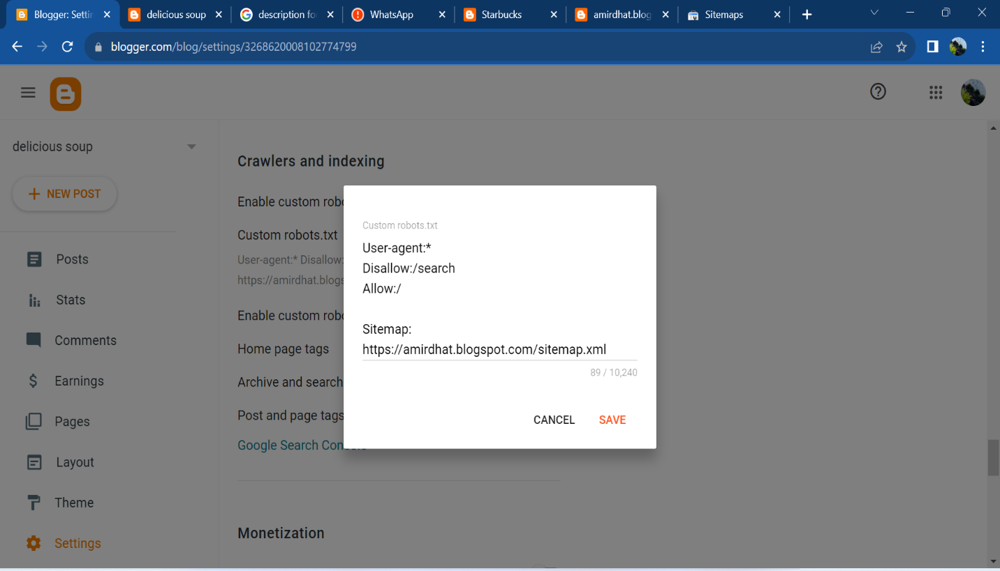 Blogger: Settin
delicious soup
description fo
WhatsApp
Starbucks
amirdhat.blog
Sitemaps
blogger.com/blog/settings/3268620008102774799
delicious soup
NEW POST
Posts
Stats
Comments
Earnings
Pages
Layout
Theme
Settings
Crawlers and indexing
Enable custom robo
Custom robots.txt
User-agent:* Disallow:
https://amirdhat.blogs
Enable custom robo
Home page tags
Archive and search
Post and page tags
Google Search Console
Monetization
Custom robots.txt
User-agent:*
Disallow:/search
Allow:/
Sitemap:
https://amirdhat.blogspot.com/sitemap.xml
89 / 10,240
CANCEL
SAVE